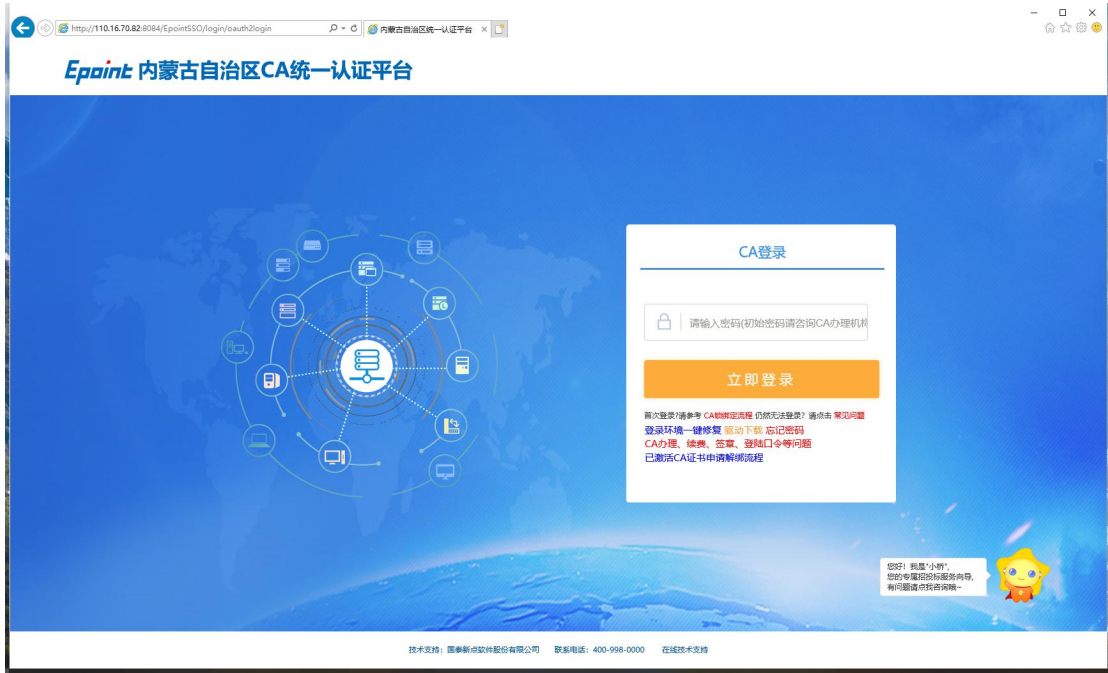 http://110.16.70.82:8084/EpointSSO/login/oauth2login
内蒙古自治区统一认证平台
Epoint 内蒙古自治区CA统一认证平台
CA登录
请输入密码(初始密码请咨询CA办理机构
立即登录
首次登录?请参考 CA锁绑定流程 仍然无法登录？请点击 常见问题
登录环境一键修复 驱动下载 忘记密码
CA办理、续费、签章、登陆口令等问题
已激活CA证书申请解绑流程
您好！我是"小桥",
您的专属招投标服务向导,
有问题请点我咨询哦~
技术支持：国泰新点软件股份有限公司 联系电话：400-998-0000 在线技术支持